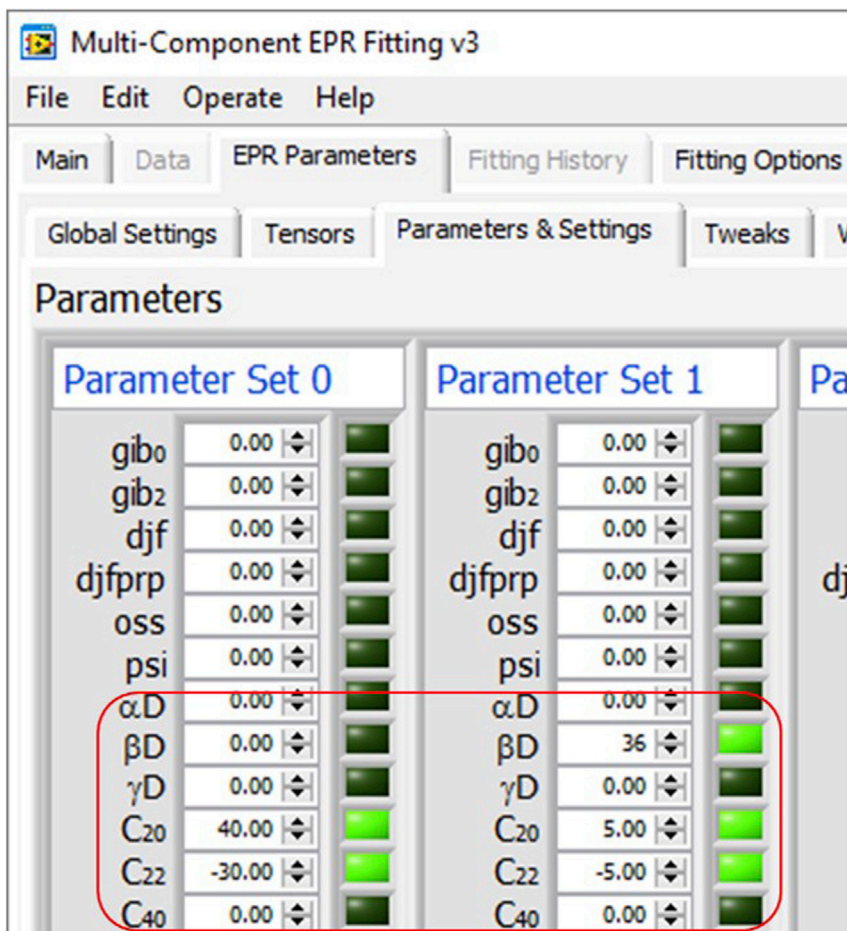 Multi-Component EPR Fitting v3
File Edit Operate Help
Main Data EPR Parameters Fitting History Fitting Options
Global Settings Tensors Parameters & Settings Tweaks
Parameters
Parameter Set 0 Parameter Set 1 Pa
gib₀ 0.00 gib₀ 0.00
gib₂ 0.00 gib₂ 0.00
djf 0.00 djf 0.00
djfprp 0.00 djfprp 0.00 dj
oss 0.00 oss 0.00
psi 0.00 psi 0.00
αD 0.00 αD 0.00
βD 0.00 βD 36
γD 0.00 γD 0.00
C₂₀ 40.00 C₂₀ 5.00
C₂₂ -30.00 C₂₂ -5.00
C₄₀ 0.00 C₄₀ 0.00